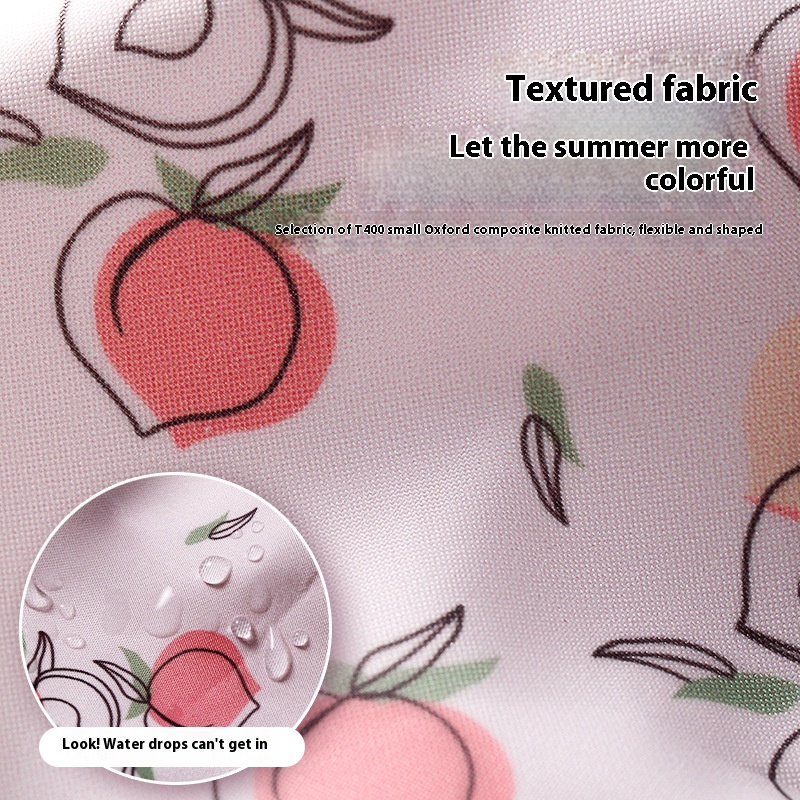 Textured fabric
Let the summer more
colorful
Selection of T400 small Oxford composite knitted fabric, flexible and shaped
Look! Water drops can't get in